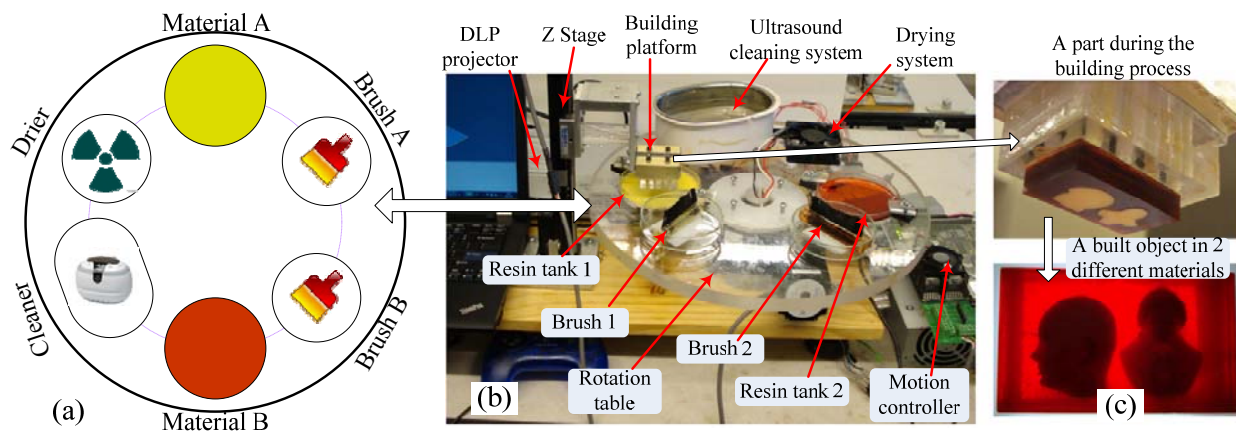 Material A
Brush A
Brush B
Material B
Cleaner
Drier
(a)
DLP
projector
Z Stage
Building
platform
Ultrasound
cleaning system
Drying
system
Resin tank 1
Brush 1
Rotation
table
Brush 2
Resin tank 2
Motion
controller
(b)
A part during the
building process
A built object in 2
different materials
(c)